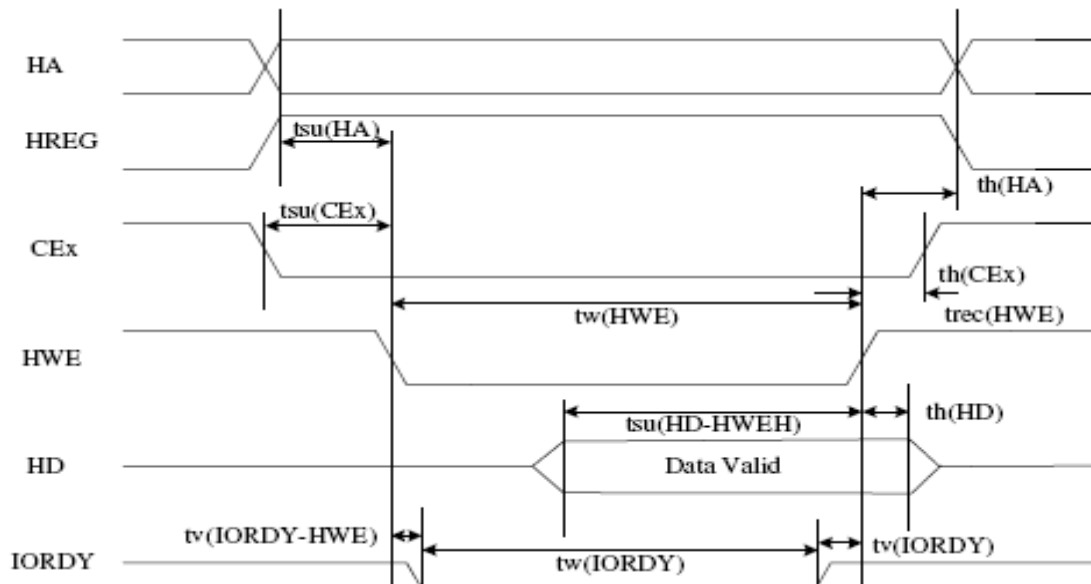 HA
HREG
tsu(HA)
th(HA)
tsu(CEx)
CEx
th(CEx)
tw(HWE)
trec(HWE)
HWE
tsu(HD-HWEH)
th(HD)
HD
Data Valid
tv(IORDY-HWE)
tw(IORDY)
tv(IORDY)
IORDY